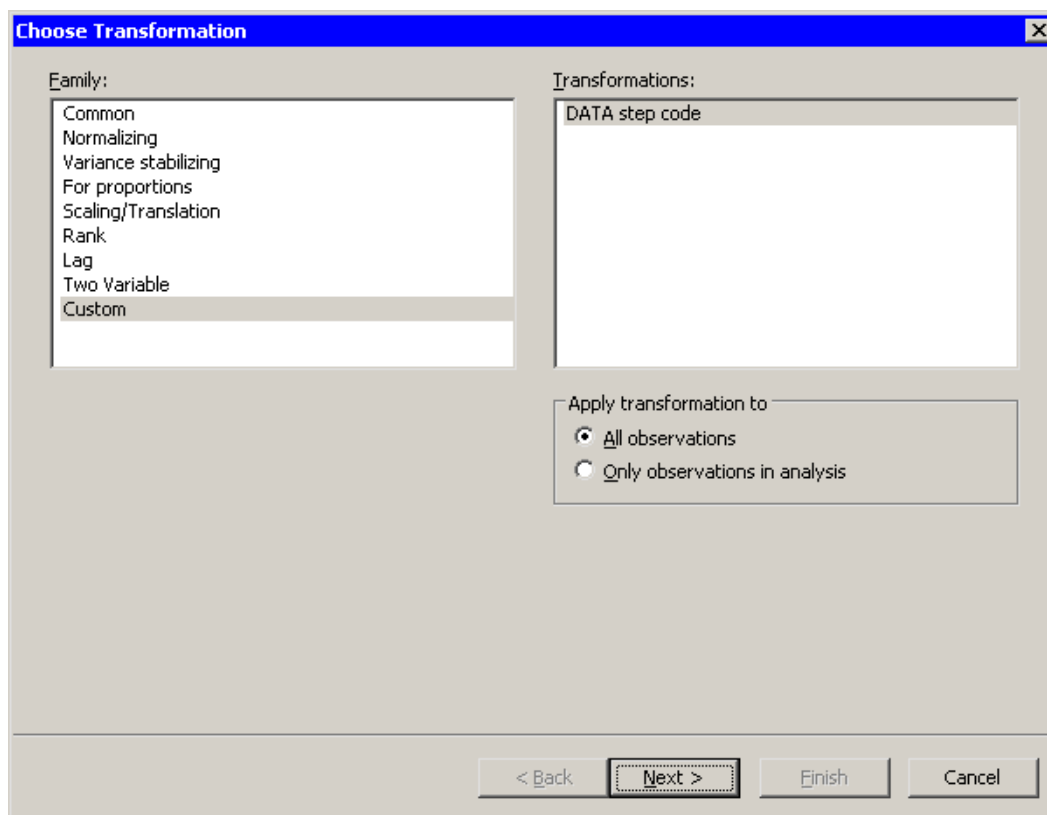 Choose Transformation
Family:
Common
Normalizing
Variance stabilizing
For proportions
Scaling/Translation
Rank
Lag
Two Variable
Custom
Transformations:
DATA step code
Apply transformation to
All observations
Only observations in analysis
< Back
Next >
Finish
Cancel